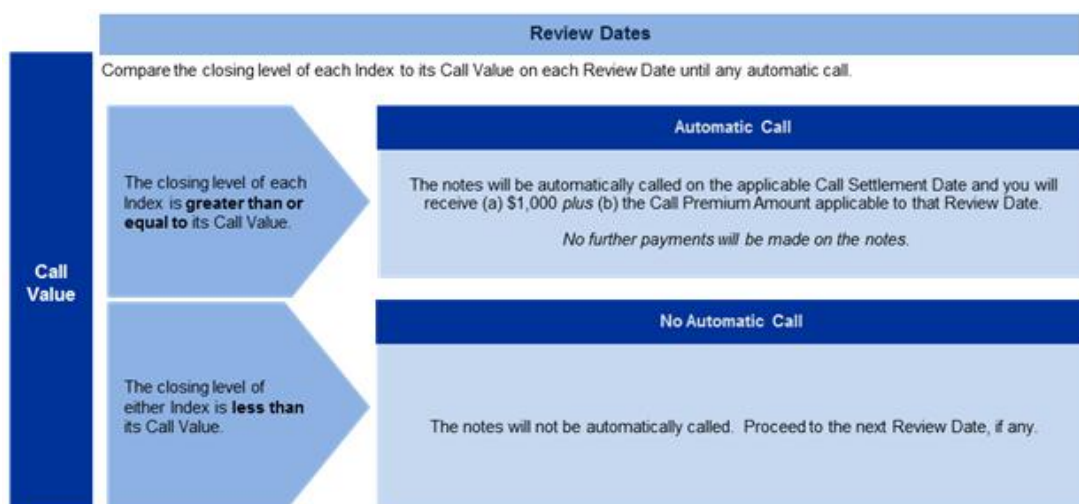 Review Dates
Compare the closing level of each Index to its Call Value on each Review Date until any automatic call.
Call
Value
The closing level of each
Index is greater than or
equal to its Call Value.
Automatic Call
The notes will be automatically called on the applicable Call Settlement Date and you will
receive (a) $1,000 plus (b) the Call Premium Amount applicable to that Review Date.
No further payments will be made on the notes.
The closing level of
either Index is less than
its Call Value.
No Automatic Call
The notes will not be automatically called. Proceed to the next Review Date, if any.